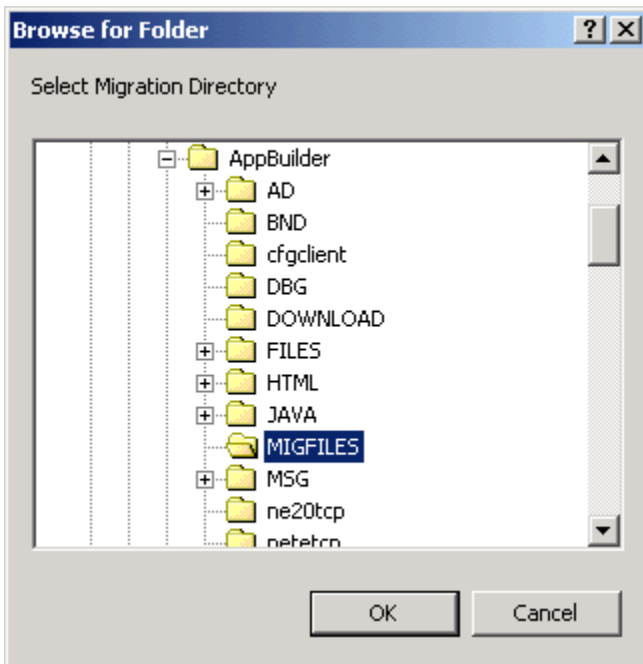 Browse for Folder
Select Migration Directory
AppBuilder
AD
BND
cfgclient
DBG
DOWNLOAD
FILES
HTML
JAVA
MIGFILES
MSG
ne20tcp
netetcp
OK
Cancel